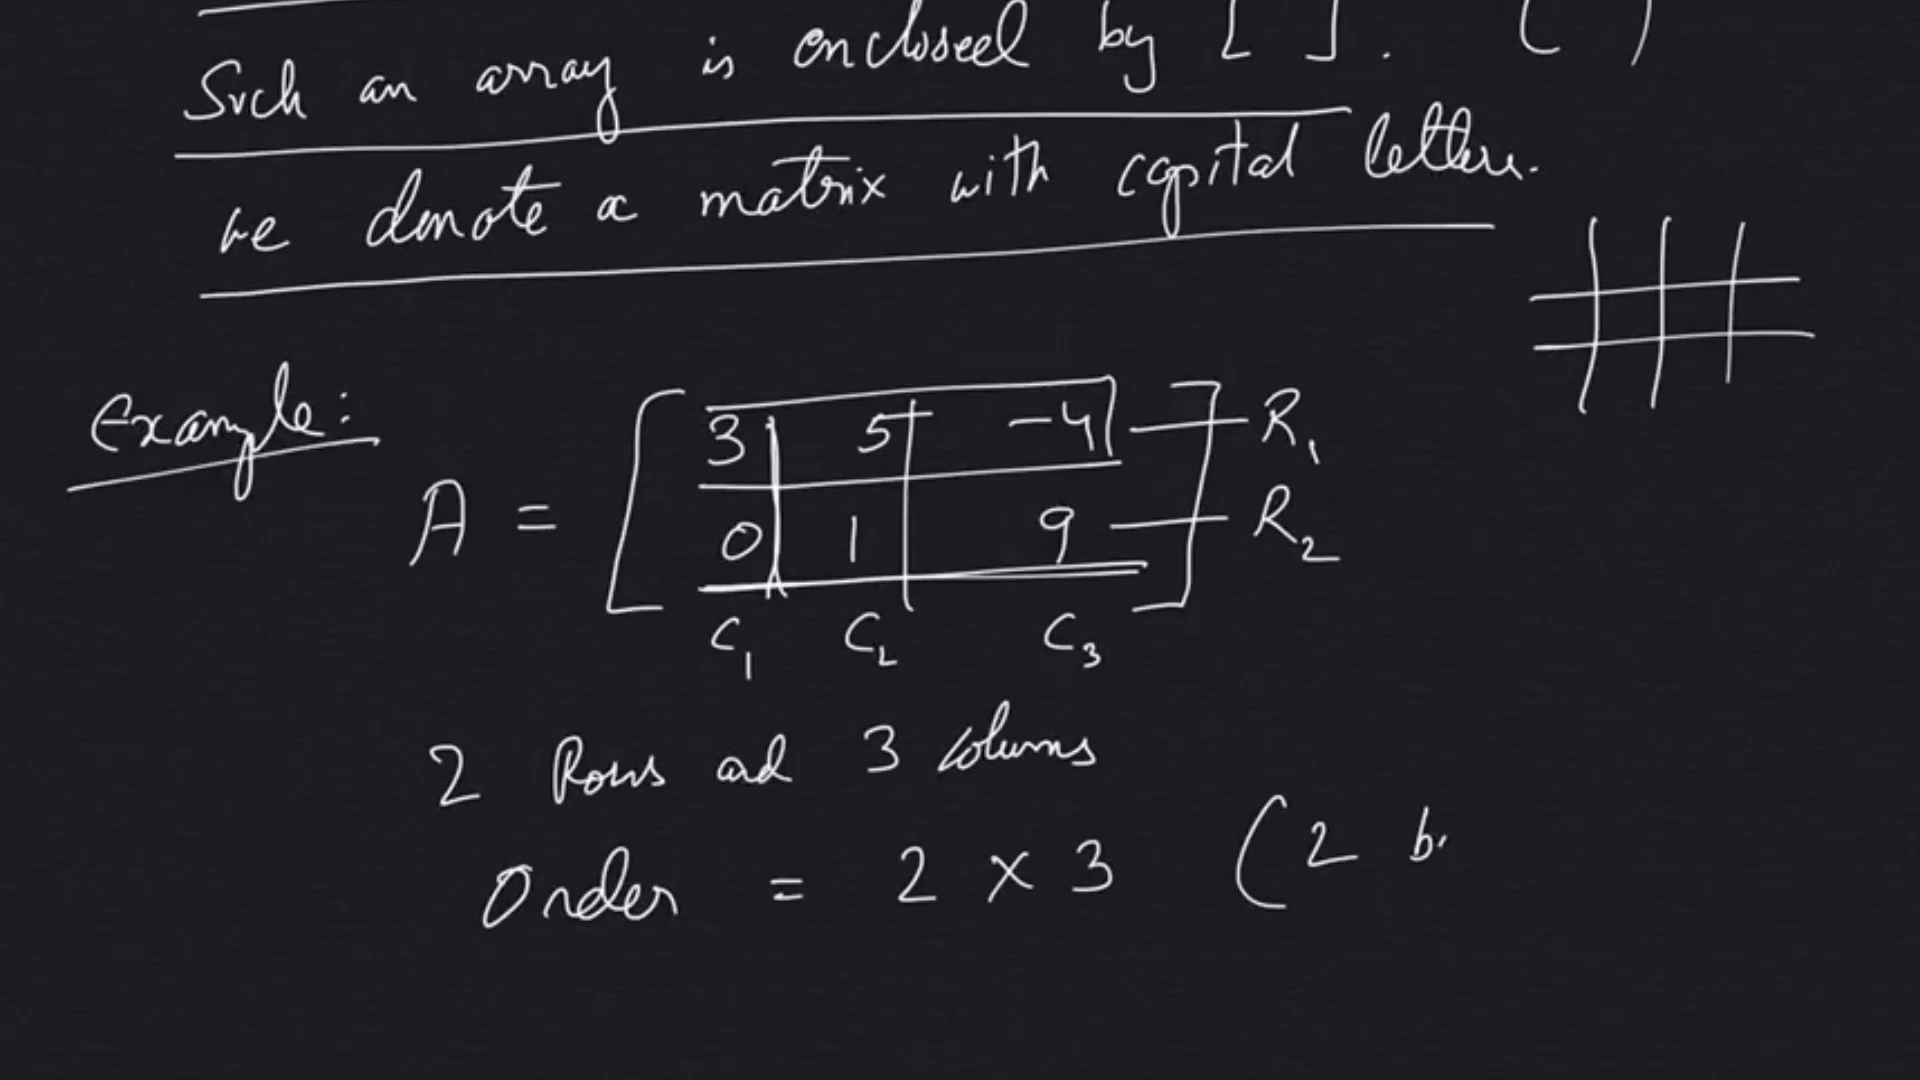 Such an array is enclosed by [ ]. ( )
we denote a matrix with capital letters.
Example:
A = [ 3 5 -4 ] R₁
0 1 9 R₂
C₁ C₂ C₃
2 Rows and 3 columns
Order = 2 × 3 (2 b